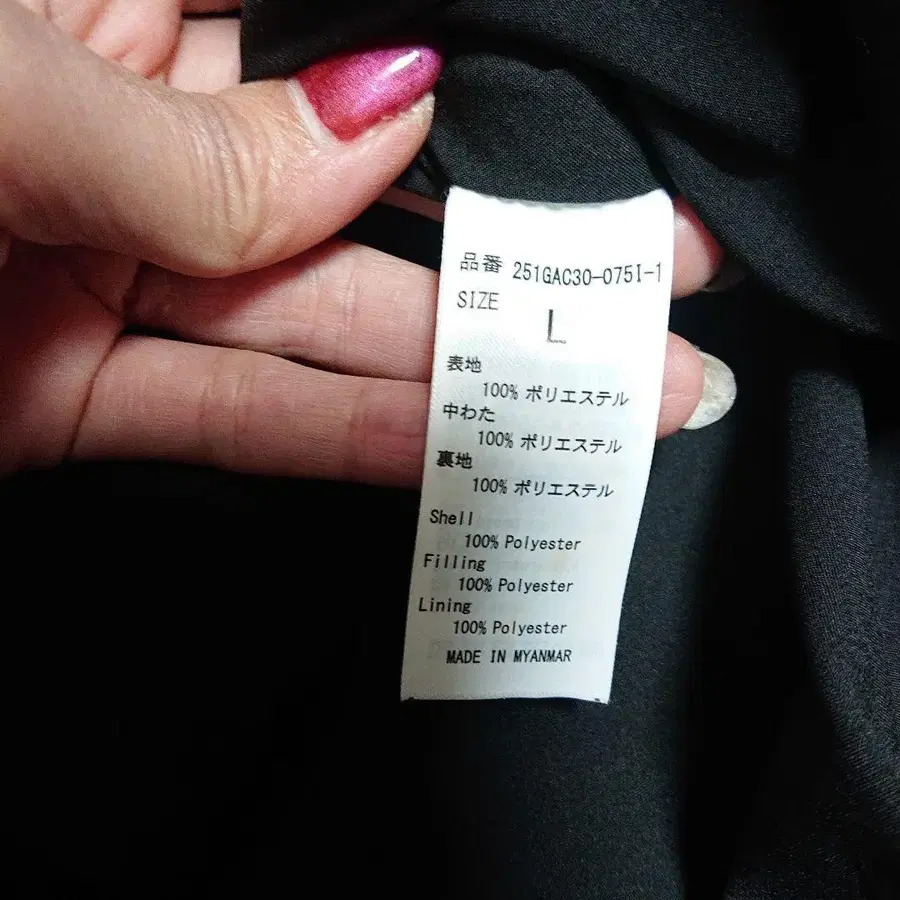 品番 251GAC30-075I-1
SIZE
L
表地
100% ポリエステル
中わた
100% ポリエステル
裏地
100% ポリエステル
Shell
100% Polyester
Filling
100% Polyester
Lining
100% Polyester
MADE IN MYANMAR